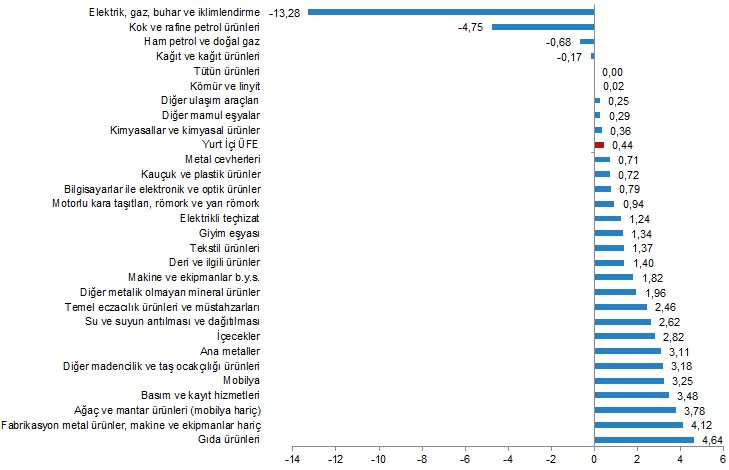 Elektrik, gaz, buhar ve iklimlendirme -13,28
Kok ve rafine petrol ürünleri -4,75
Ham petrol ve doğal gaz -0,68
Kağıt ve kağıt ürünleri -0,17
Tütün ürünleri 0,00
Kömür ve linyit 0,02
Diğer ulaşım araçları 0,25
Diğer mamul eşyalar 0,29
Kimyasallar ve kimyasal ürünler 0,36
Yurt İçi ÜFE 0,44
Metal cevherleri 0,71
Kauçuk ve plastik ürünler 0,72
Bilgisayarlar ile elektronik ve optik ürünler 0,79
Motorlu kara taşıtları, römork ve yarı römork 0,94
Elektrikli teçhizat 1,24
Giyim eşyası 1,34
Tekstil ürünleri 1,37
Deri ve ilgili ürünler 1,40
Makine ve ekipmanlar b.y.s. 1,82
Diğer metalik olmayan mineral ürünler 1,96
Temel eczacılık ürünleri ve müstahzarları 2,46
Su ve suyun arıtılması ve dağıtılması 2,62
İçecekler 2,82
Ana metaller 3,11
Diğer madencilik ve taş ocakçılığı ürünleri 3,18
Mobilya 3,25
Basım ve kayıt hizmetleri 3,48
Ağaç ve mantar ürünleri (mobilya hariç) 3,78
Fabrikasyon metal ürünler, makine ve ekipmanlar hariç 4,12
Gıda ürünleri 4,64
-14 -12 -10 -8 -6 -4 -2 0 2 4 6